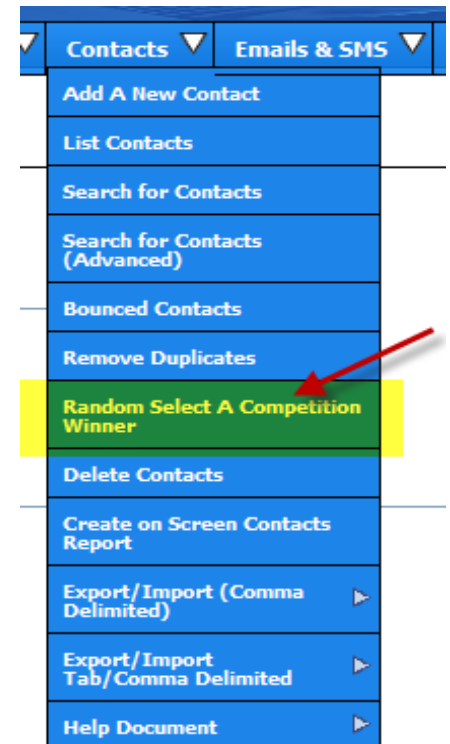 Contacts Emails & SMS
Add A New Contact
List Contacts
Search for Contacts
Search for Contacts
(Advanced)
Bounced Contacts
Remove Duplicates
Random Select A Competition
Winner
Delete Contacts
Create on Screen Contacts
Report
Export/Import (Comma
Delimited)
Export/Import
Tab/Comma Delimited
Help Document